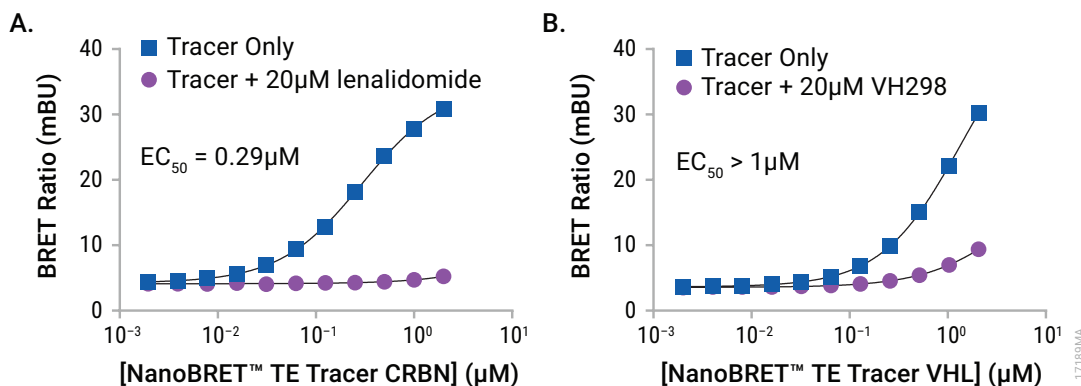 A.
BRET Ratio (mBU)
40
30
20
10
0
Tracer Only
Tracer + 20µM lenalidomide
EC₅₀ = 0.29µM
10⁻³ 10⁻² 10⁻¹ 10⁰ 10¹
[NanoBRET™ TE Tracer CRBN] (µM)
B.
BRET Ratio (mBU)
40
30
20
10
0
Tracer Only
Tracer + 20µM VH298
EC₅₀ > 1µM
10⁻³ 10⁻² 10⁻¹ 10⁰ 10¹
[NanoBRET™ TE Tracer VHL] (µM)
17189MA